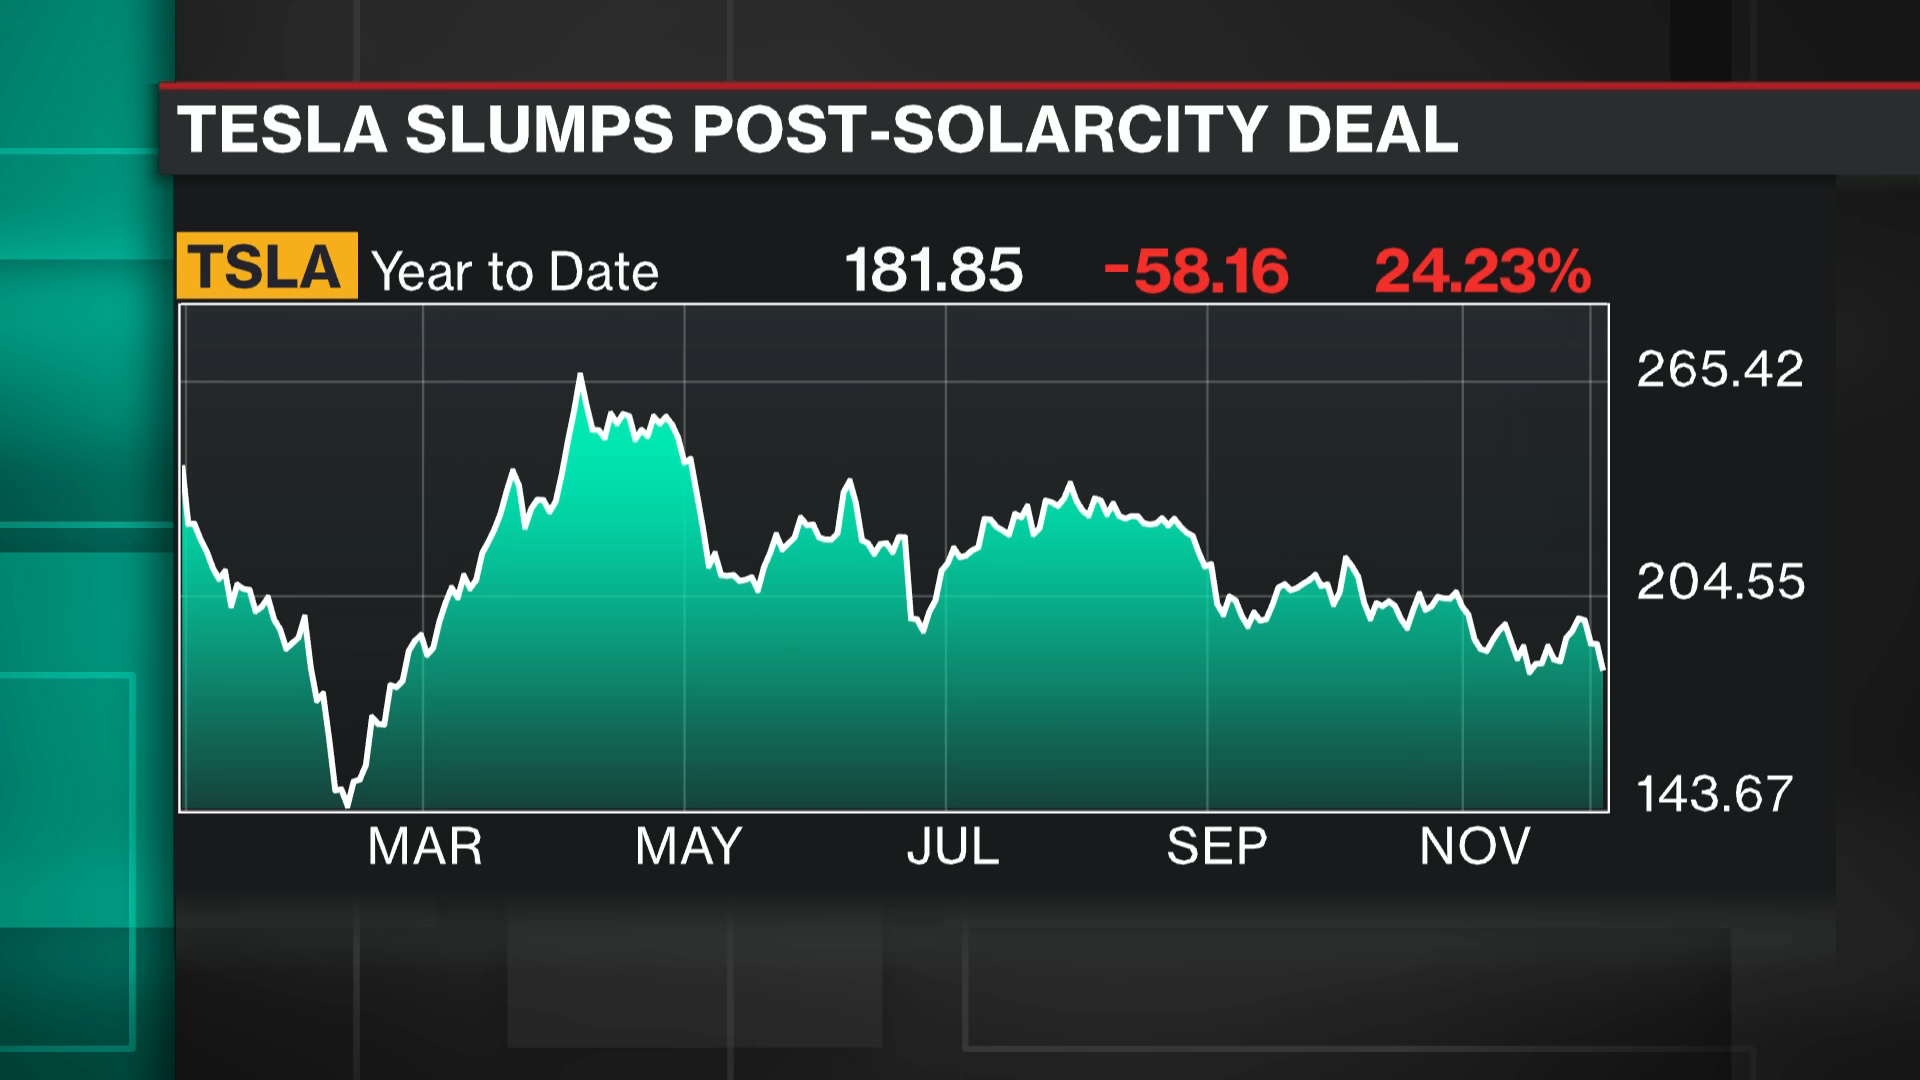 TESLA SLUMPS POST-SOLARCITY DEAL
TSLA Year to Date 181.85 -58.16 24.23%
265.42
204.55
143.67
MAR MAY JUL SEP NOV